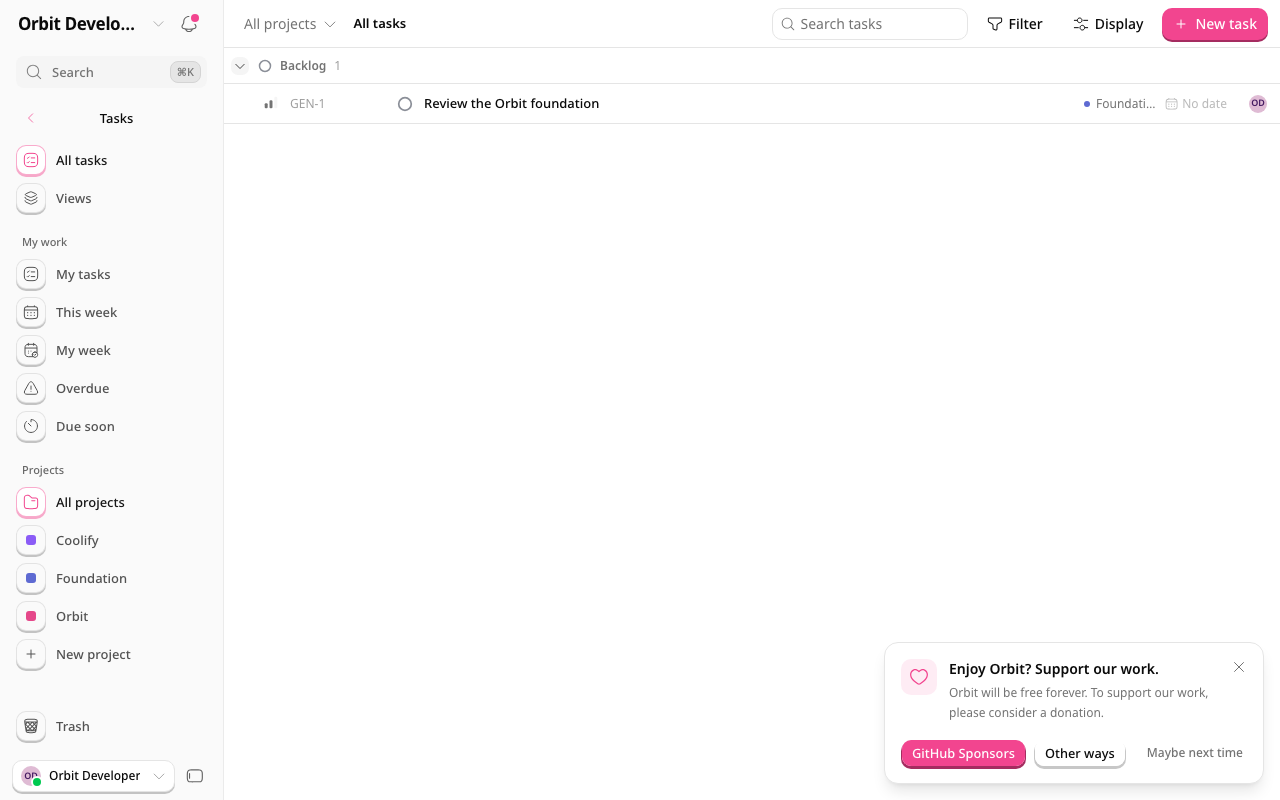 Orbit Develo...
Search
⌘K
Tasks
All tasks
Views
My work
My tasks
This week
My week
Overdue
Due soon
Projects
All projects
Coolify
Foundation
Orbit
New project
Trash
OD
Orbit Developer
All projects
All tasks
Search tasks
Filter
Display
New task
Backlog 1
GEN-1
Review the Orbit foundation
Foundati...
No date
OD
Enjoy Orbit? Support our work.
Orbit will be free forever. To support our work,
please consider a donation.
GitHub Sponsors
Other ways
Maybe next time